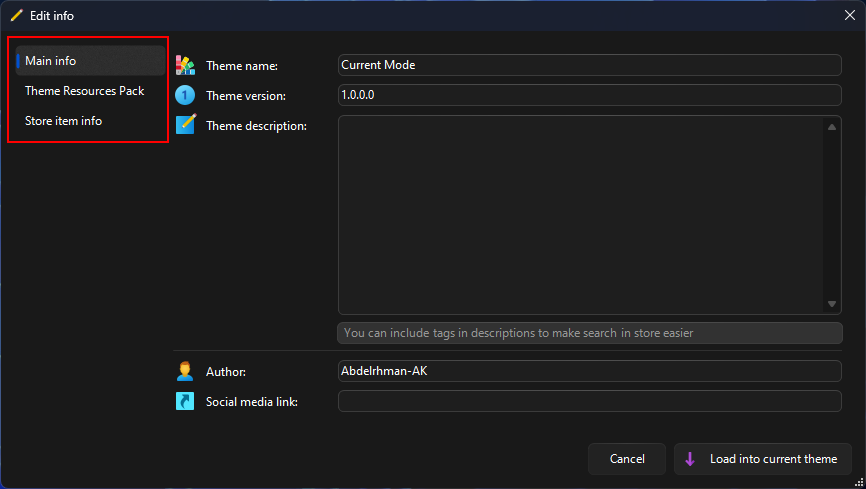 Edit info
Main info
Theme Resources Pack
Store item info
Theme name:
Current Mode
1
Theme version:
1.0.0.0
Theme description:
You can include tags in descriptions to make search in store easier
Author:
Abdelrhman-AK
Social media link:
Cancel
Load into current theme